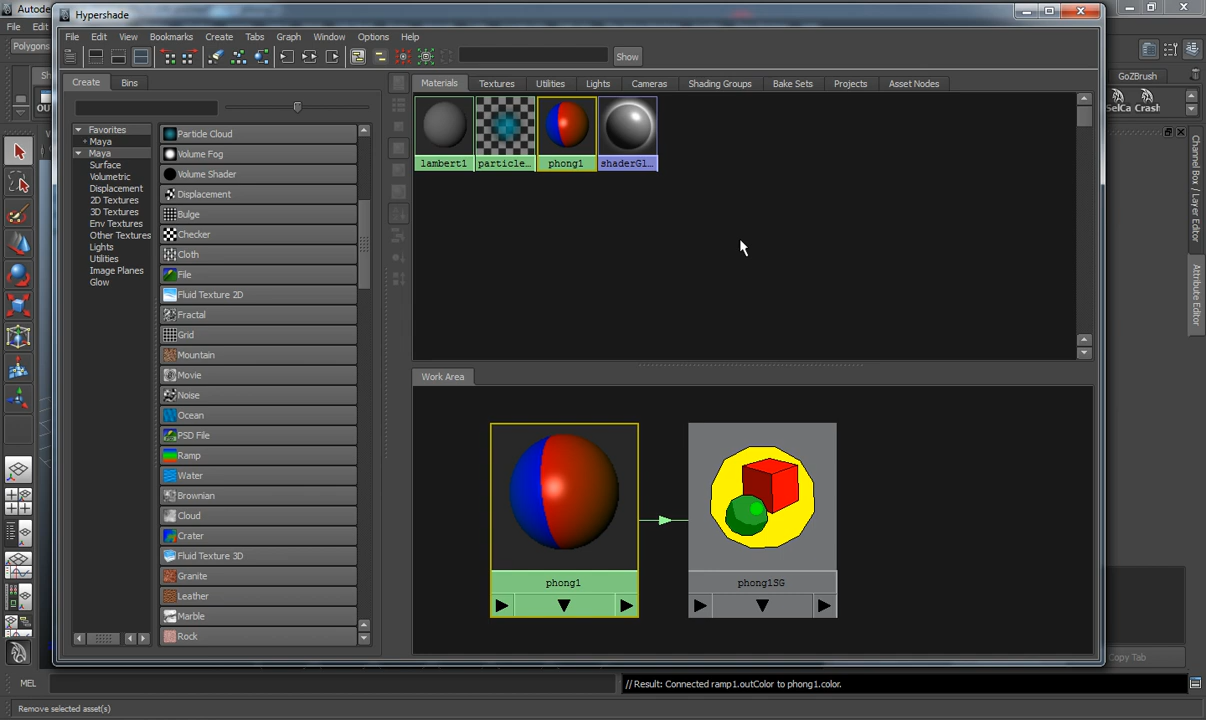 Autode
Hypershade
File Edit
File Edit View Bookmarks Create Tabs Graph Window Options Help
Polygons
Show
GoZBrush
Create Bins
Materials Textures Utilities Lights Cameras Shading Groups Bake Sets Projects Asset Nodes
Sh
OUT
SelCa Crash
Favorites
+ Maya
Maya
Surface
Volumetric
Displacement
2D Textures
3D Textures
Env Textures
Other Textures
Lights
Utilities
Image Planes
Glow
Particle Cloud
Volume Fog
Volume Shader
Displacement
Bulge
Checker
Cloth
File
Fluid Texture 2D
Fractal
Grid
Mountain
Movie
Noise
Ocean
PSD File
Ramp
Water
Brownian
Cloud
Crater
Fluid Texture 3D
Granite
Leather
Marble
Rock
lambert1 particle... phong1 shaderGl...
Channel Box / Layer Editor
Attribute Editor
Work Area
phong1 phong1SG
Copy Tab
MEL
// Result: Connected ramp1.outColor to phong1.color.
Remove selected asset(s)